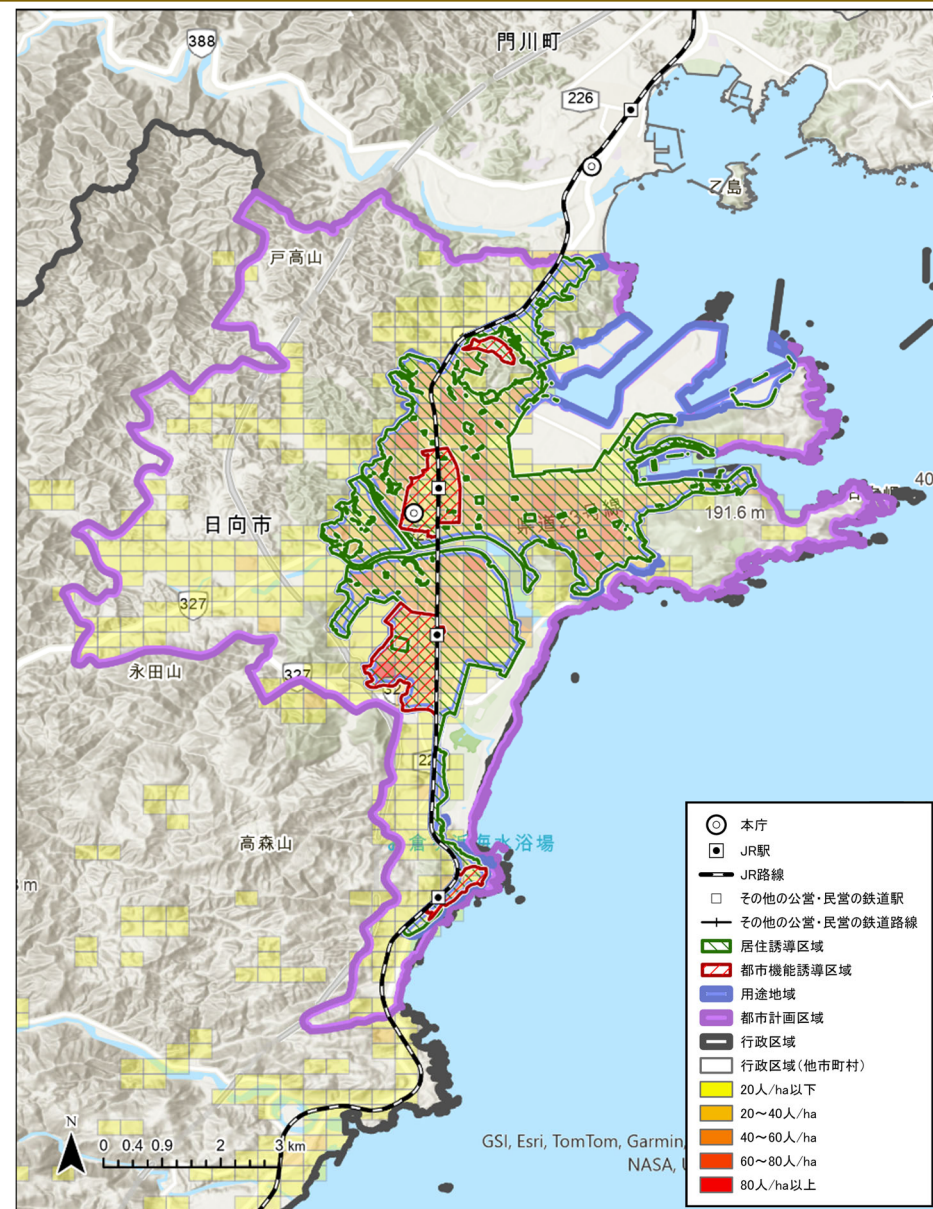 388
門川町
226
乙島
戸高山
40
191.6 m
日向市
327
永田山
327
高森山
海水浴場
m
N
0 0.4 0.9 2 3 km
GSI, Esri, TomTom, Garmin,
NASA,
本庁
JR駅
JR路線
その他の公営・民営の鉄道駅
その他の公営・民営の鉄道路線
居住誘導区域
都市機能誘導区域
用途地域
都市計画区域
行政区域
行政区域(他市町村)
20人/ha以下
20～40人/ha
40～60人/ha
60～80人/ha
80人/ha以上